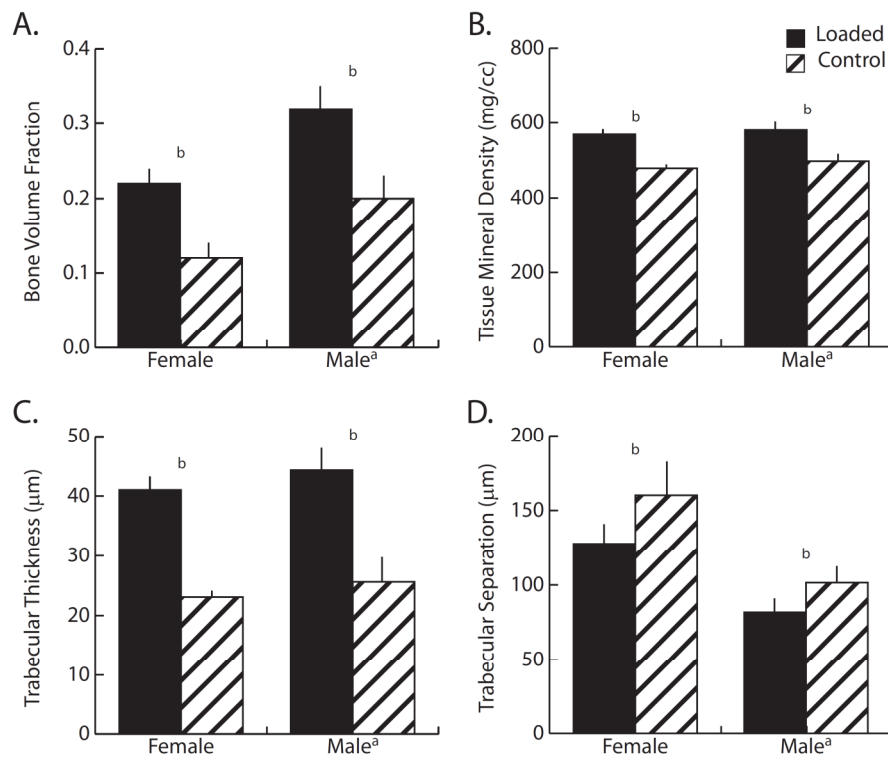 A.
0.4
0.3
0.2
0.1
0.0
Bone Volume Fraction
b
b
Female
Maleᵃ
B.
800
600
400
200
0
Tissue Mineral Density (mg/cc)
Loaded
Control
b
b
Female
Maleᵃ
C.
50
40
30
20
10
0
Trabecular Thickness (μm)
b
b
Female
Maleᵃ
D.
200
150
100
50
0
Trabecular Separation (μm)
b
b
Female
Maleᵃ